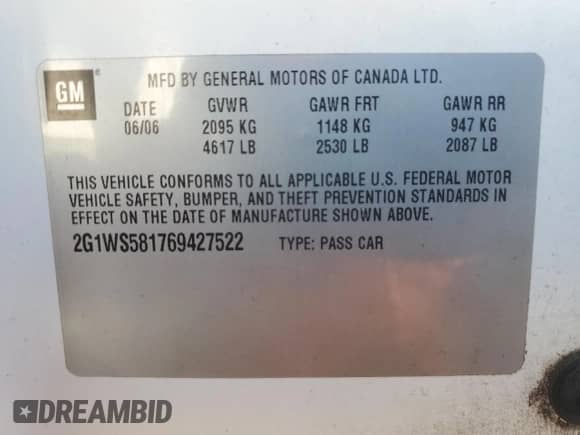 GM ®
MFD BY GENERAL MOTORS OF CANADA LTD.
DATE GVWR GAWR FRT GAWR RR
06/06 2095 KG 1148 KG 947 KG
4617 LB 2530 LB 2087 LB
THIS VEHICLE CONFORMS TO ALL APPLICABLE U.S. FEDERAL MOTOR
VEHICLE SAFETY, BUMPER, AND THEFT PREVENTION STANDARDS IN
EFFECT ON THE DATE OF MANUFACTURE SHOWN ABOVE.
2G1WS581769427522 TYPE: PASS CAR
DREAMBID